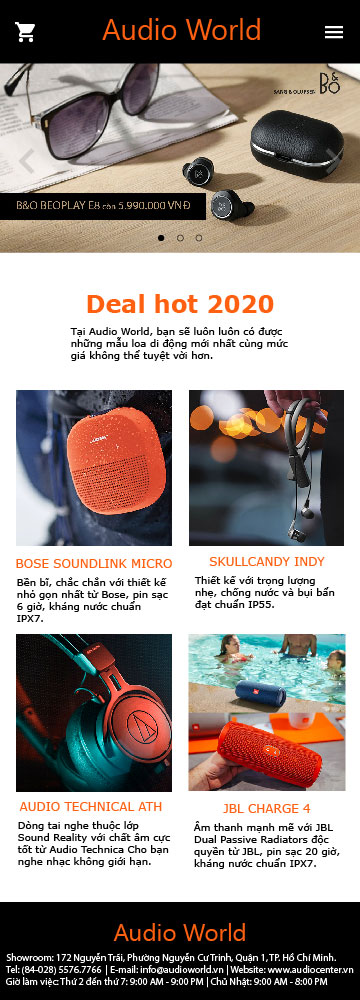 Audio World
B&O
BANG & OLUFSEN
B&O BEOPLAY E8 còn 5.990.000 VNĐ
Deal hot 2020
Tại Audio World, bạn sẽ luôn luôn có được
những mẫu loa di động mới nhất cùng mức
giá không thể tuyệt vời hơn.
BOSE
BOSE SOUNDLINK MICRO
Bền bĩ, chắc chắn với thiết kế
nhỏ gọn nhất từ Bose, pin sạc
6 giờ, kháng nước chuẩn
IPX7.
SKULLCANDY INDY
Thiết kế với trọng lượng
nhẹ, chống nước và bụi bẩn
đạt chuẩn IP55.
AUDIO TECHNICAL ATH
Dòng tai nghe thuộc lớp
Sound Reality với chất âm cực
tốt từ Audio Technica Cho bạn
nghe nhạc không giới hạn.
JBL
JBL CHARGE 4
Âm thanh mạnh mẽ với JBL
Dual Passive Radiators độc
quyền từ JBL, pin sạc 20 giờ,
kháng nước chuẩn IPX7.
Audio World
Showroom: 172 Nguyễn Trãi, Phường Nguyễn Cư Trinh, Quận 1, TP. Hồ Chí Minh.
Tel: (84-028) 5576.7766 | E-mail: info@audioworld.vn | Website: www.audiocenter.vn
Giờ làm việc: Thứ 2 đến thứ 7: 9:00 AM - 9:00 PM | Chủ Nhật: 9:00 AM - 8:00 PM